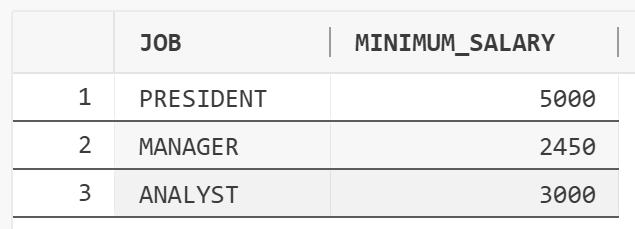 JOB MINIMUM_SALARY
1 PRESIDENT 5000
2 MANAGER 2450
3 ANALYST 3000